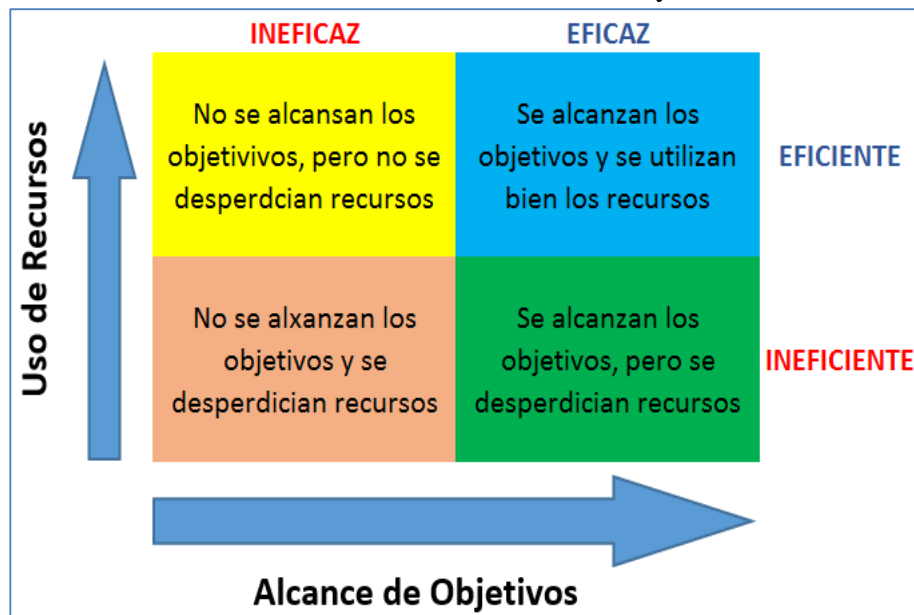 INEFICAZ EFICAZ
No se alcansan los
objetivivos, pero no se
desperdcian recursos
Se alcanzan los
objetivos y se utilizan
bien los recursos
EFICIENTE
Uso de Recursos
No se alxanzan los
objetivos y se
desperdician recursos
Se alcanzan los
objetivos, pero se
desperdician recursos
INEFICIENTE
Alcance de Objetivos